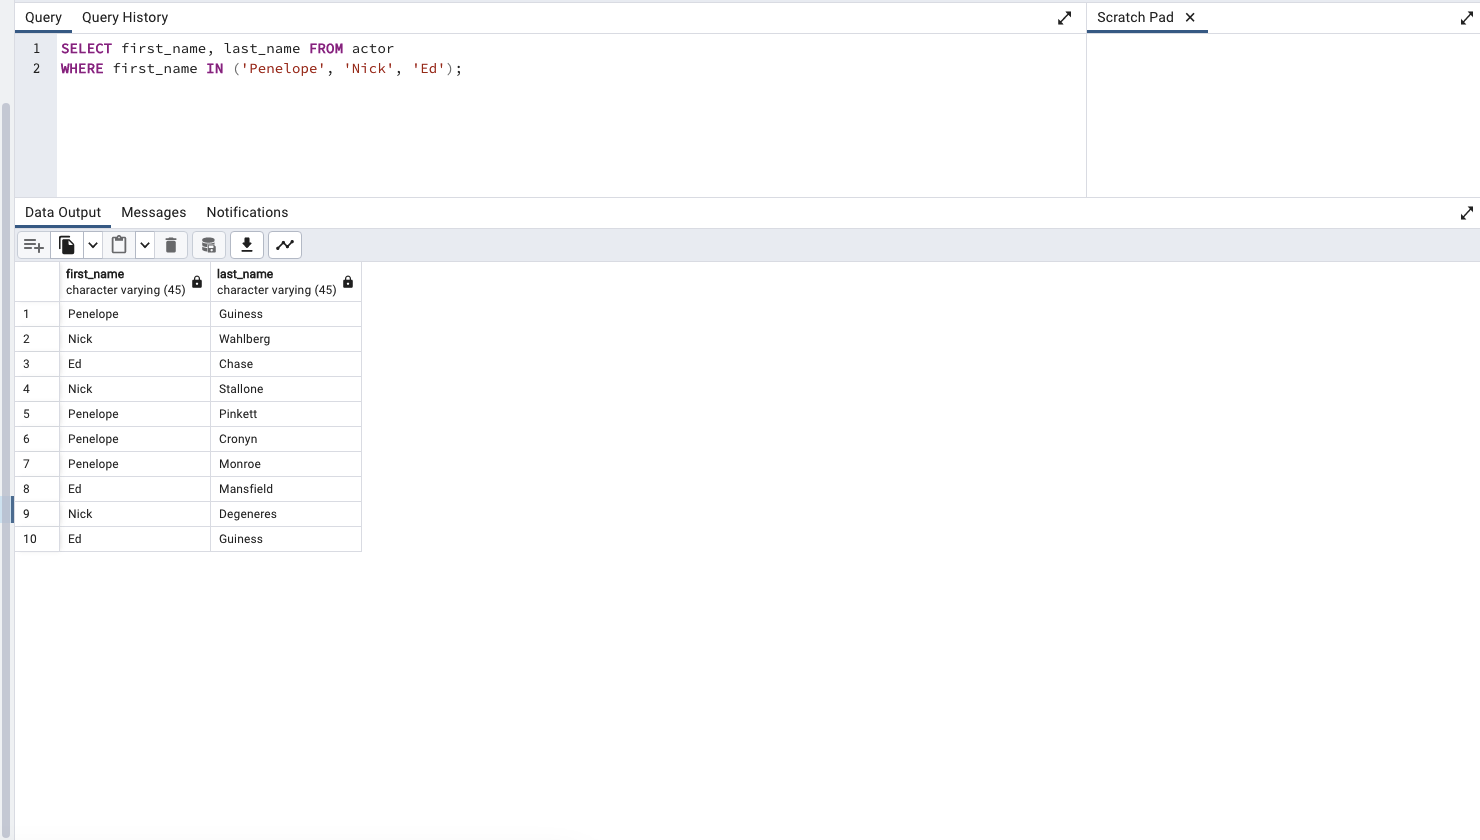 Query Query History Scratch Pad
1 SELECT first_name, last_name FROM actor
2 WHERE first_name IN ('Penelope', 'Nick', 'Ed');
Data Output Messages Notifications
first_name last_name
character varying (45) character varying (45)
1 Penelope Guiness
2 Nick Wahlberg
3 Ed Chase
4 Nick Stallone
5 Penelope Pinkett
6 Penelope Cronyn
7 Penelope Monroe
8 Ed Mansfield
9 Nick Degeneres
10 Ed Guiness